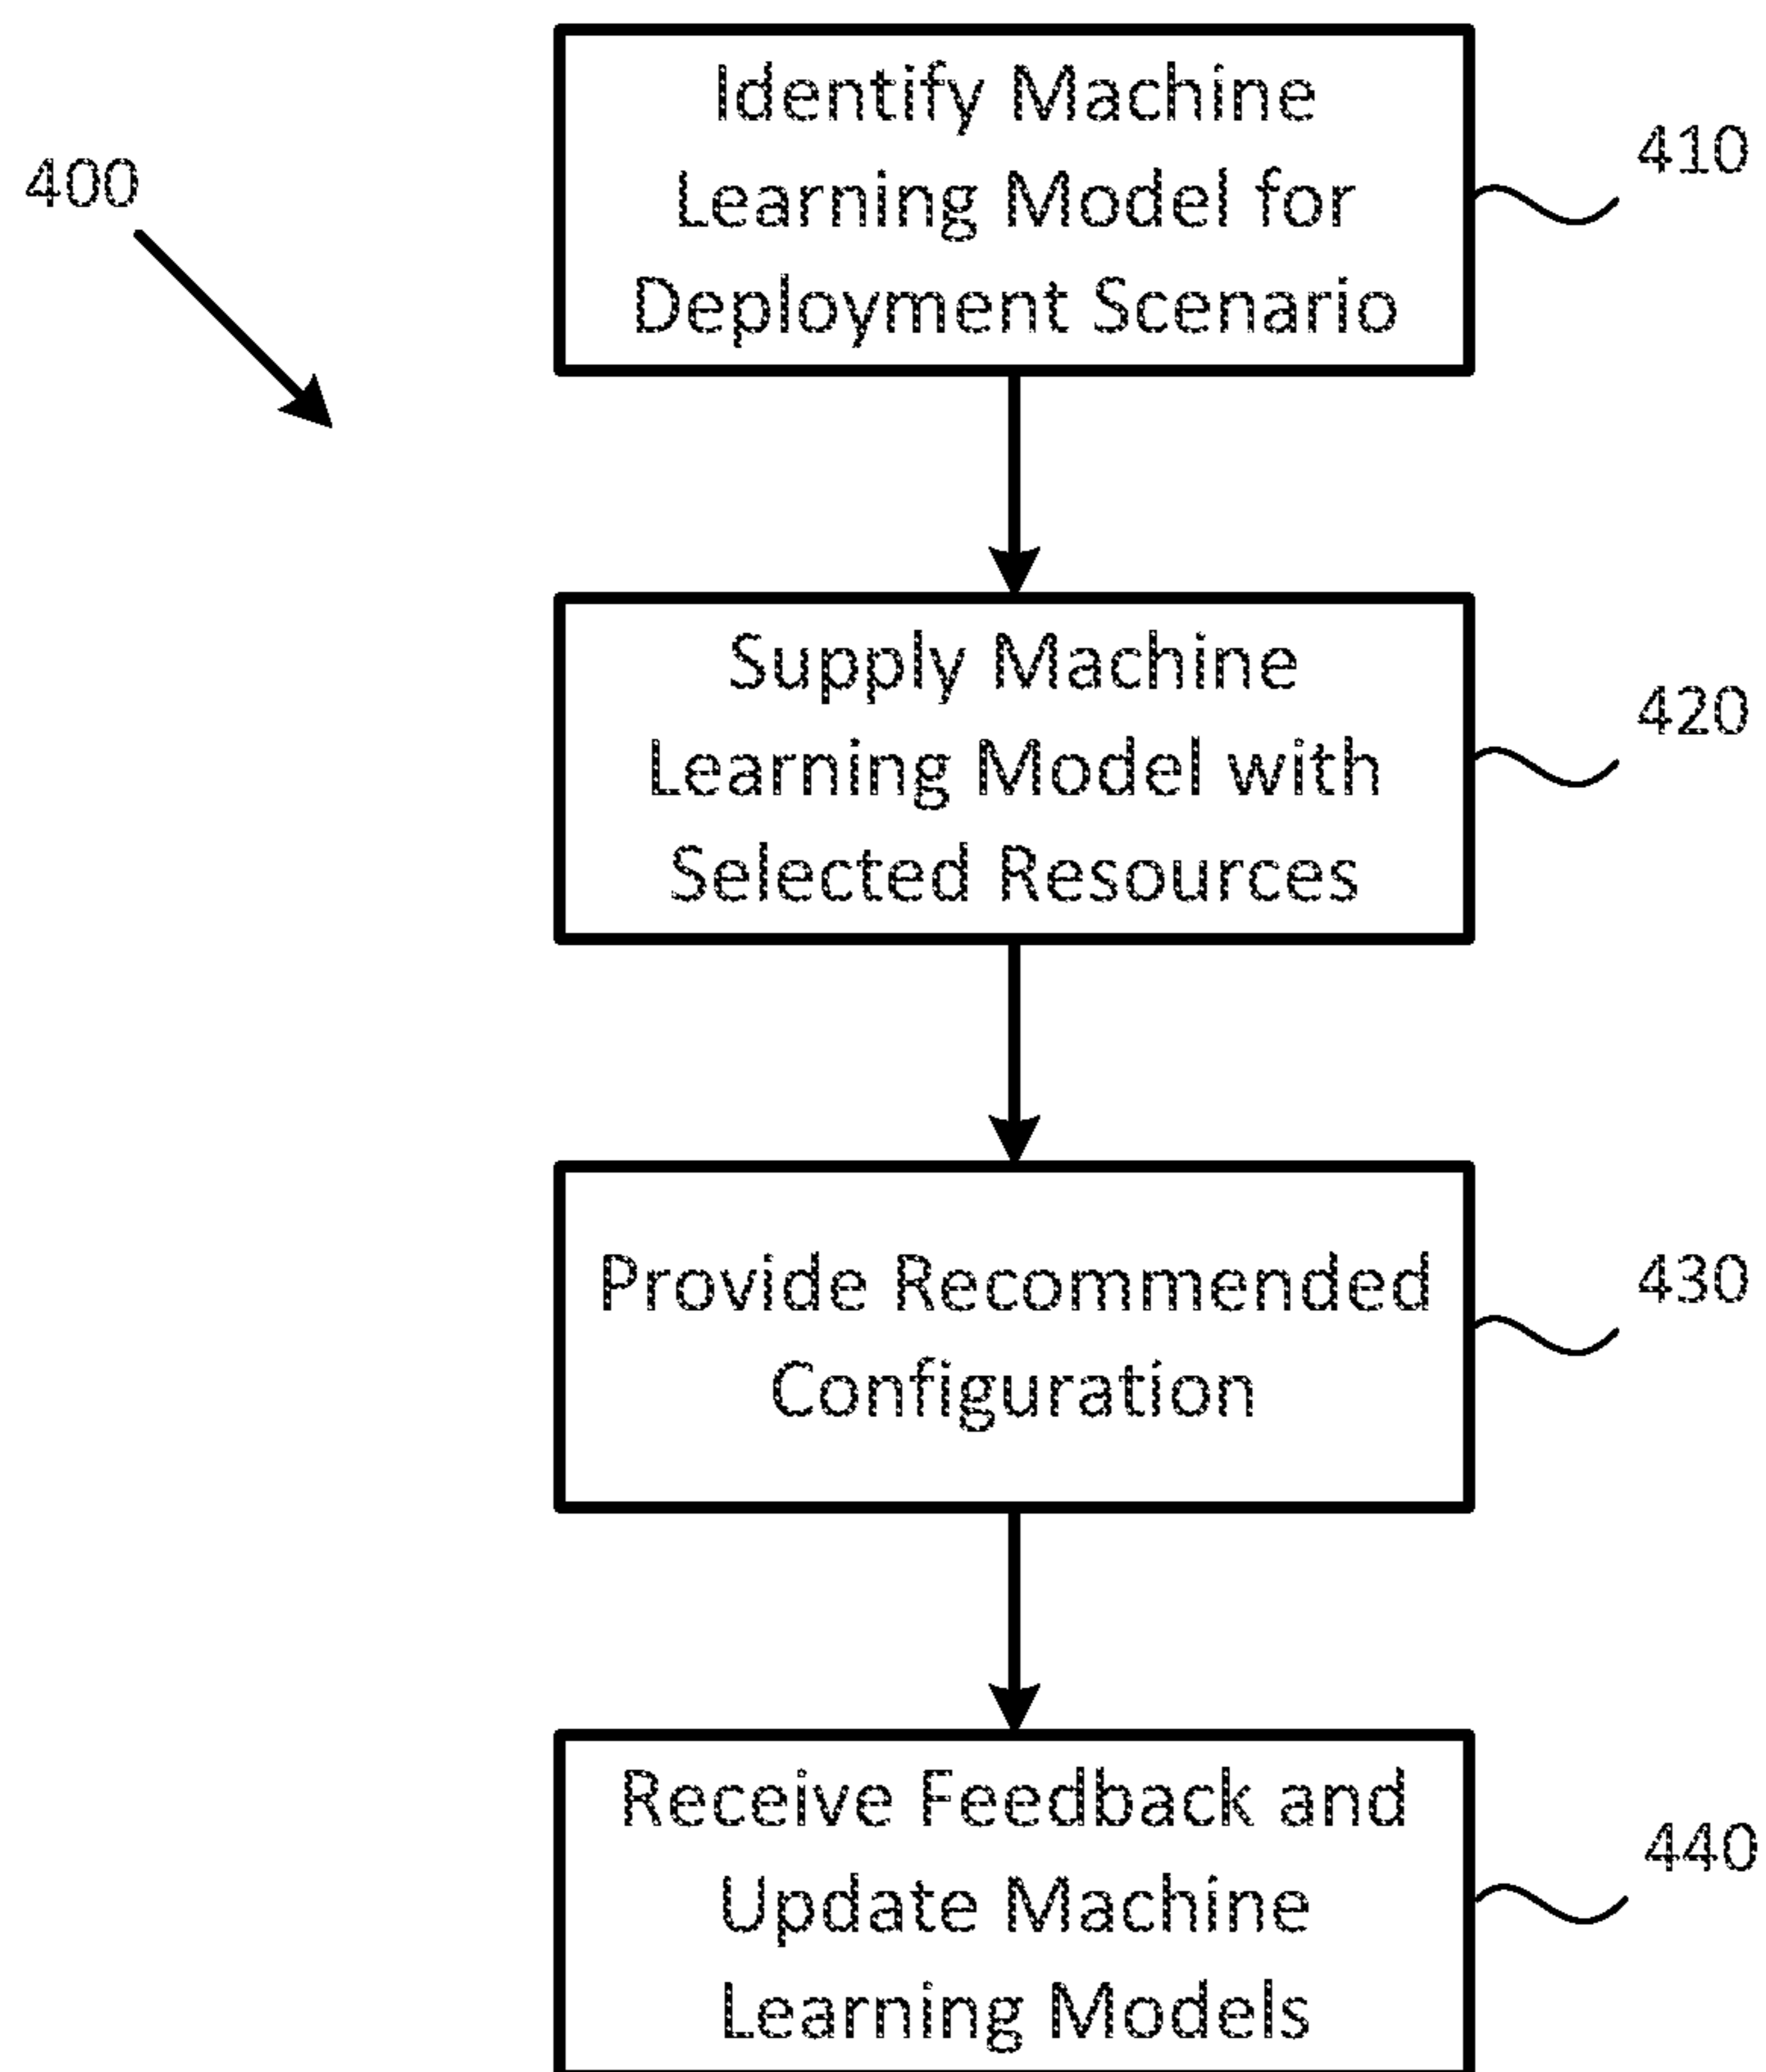 400
Identify Machine
Learning Model for
Deployment Scenario
410
Supply Machine
Learning Model with
Selected Resources
420
Provide Recommended
Configuration
430
Receive Feedback and
Update Machine
Learning Models
440